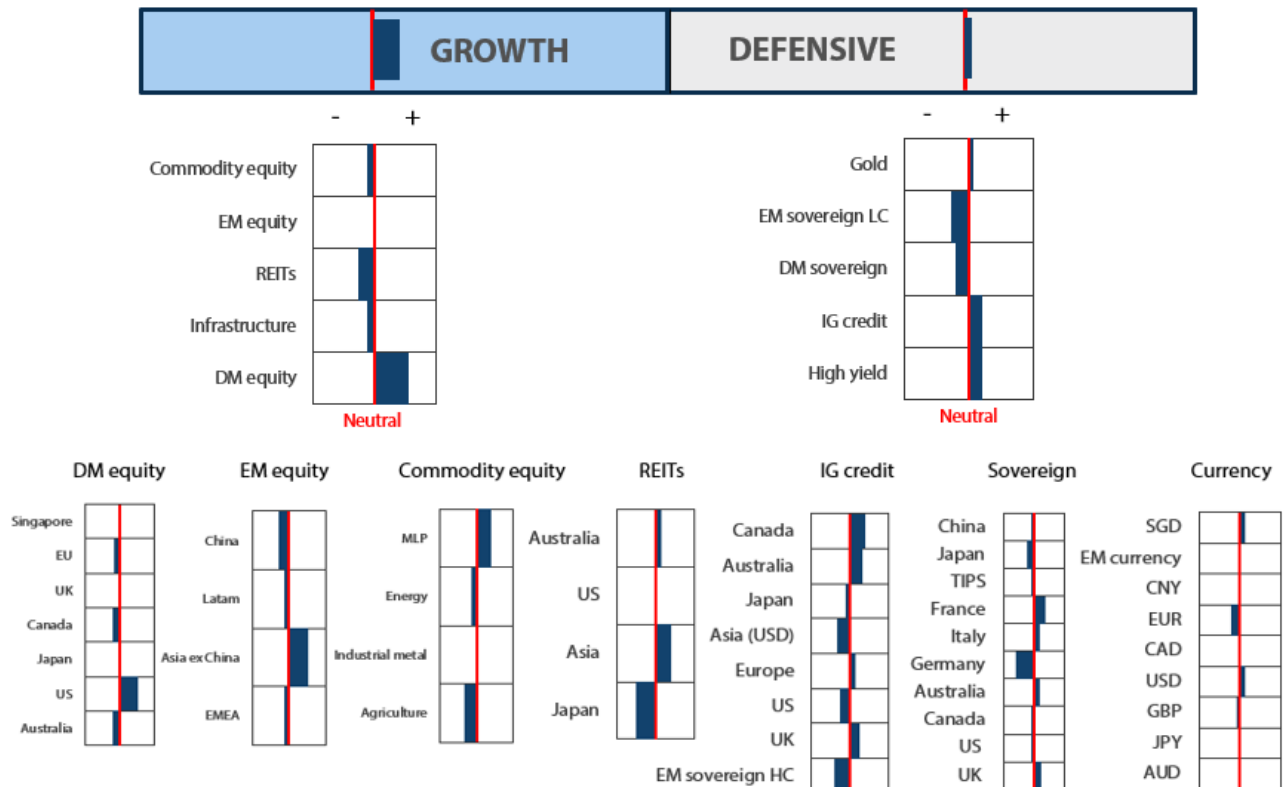 GROWTH
DEFENSIVE
- +
- +
Commodity equity
EM equity
REITs
Infrastructure
DM equity
Neutral
Gold
EM sovereign LC
DM sovereign
IG credit
High yield
Neutral
DM equity
Singapore
EU
UK
Canada
Japan
US
Australia
EM equity
China
Latam
Asia ex China
EMEA
Commodity equity
MLP
Energy
Industrial metal
Agriculture
REITs
Australia
US
Asia
Japan
IG credit
Canada
Australia
Japan
Asia (USD)
Europe
US
UK
EM sovereign HC
Sovereign
China
Japan
TIPS
France
Italy
Germany
Australia
Canada
US
UK
Currency
SGD
EM currency
CNY
EUR
CAD
USD
GBP
JPY
AUD